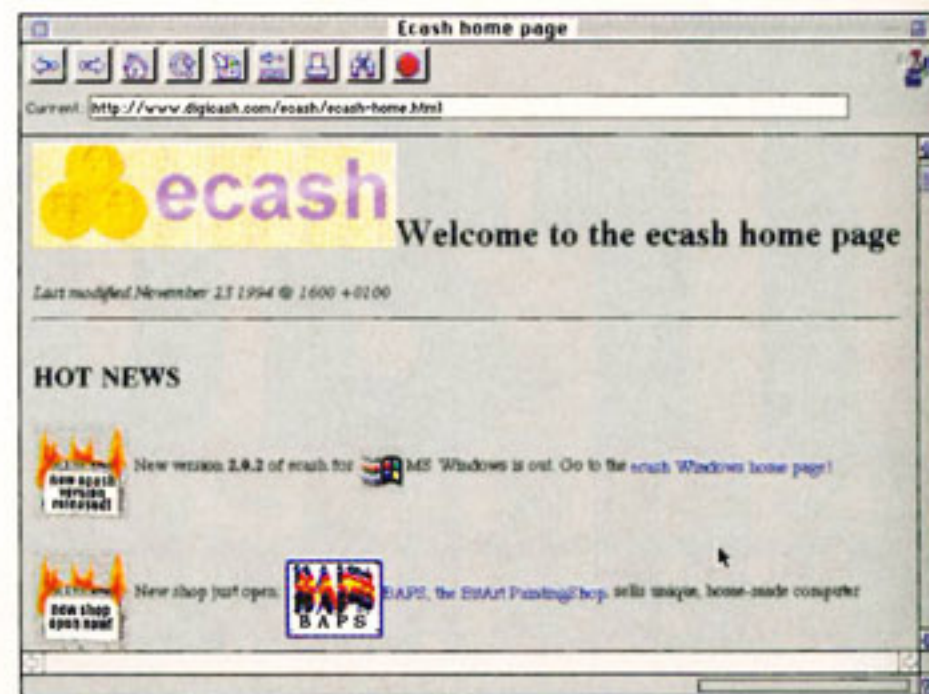 Ecash home page
Current: http://www.digicash.com/ecash/ecash-home.html
ecash
Welcome to the ecash home page
Last modified November 23 1994 @ 1600 +0100
HOT NEWS
new ecash
version
released!
New version 2.0.2 of ecash for MS Windows is out. Go to the ecash Windows home page!
new shop
open now!
New shop just open: BAPS
BAPS, the BitArt PaintingShop, sells unique, home-made computer